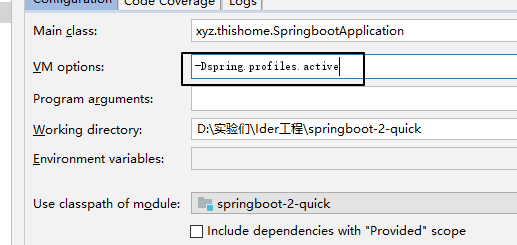 Configuration Code Coverage Logs
Main class: xyz.thishome.SpringbootApplication
VM options: -Dspring.profiles.active
Program arguments:
Working directory: D:\实验们\Ider工程\springboot-2-quick
Environment variables:
Use classpath of module: springboot-2-quick
Include dependencies with "Provided" scope